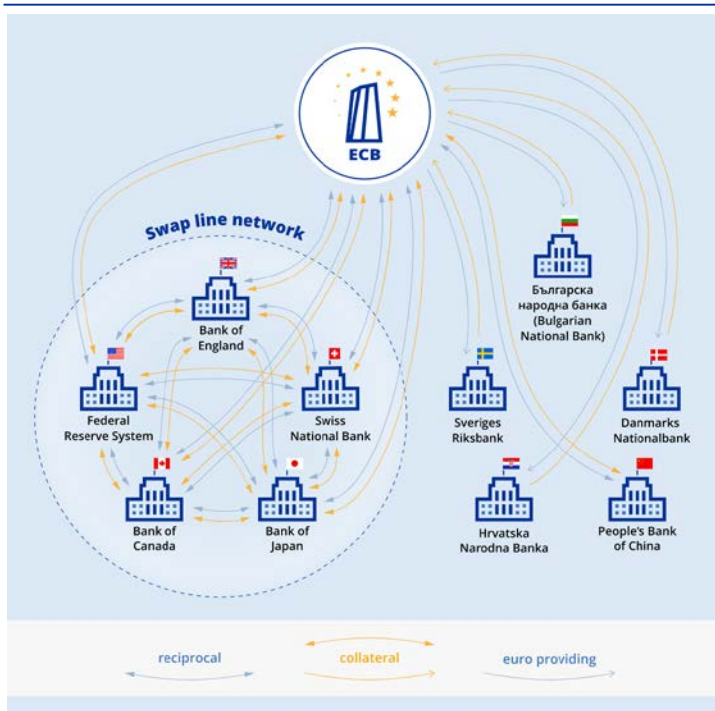 ECB
Swap line network
Bank of
England
Българска
народна банка
(Bulgarian
National Bank)
Federal
Reserve System
Swiss
National Bank
Sveriges
Riksbank
Danmarks
Nationalbank
Bank of
Canada
Bank of
Japan
Hrvatska
Narodna Banka
People's Bank
of China
reciprocal
collateral
euro providing